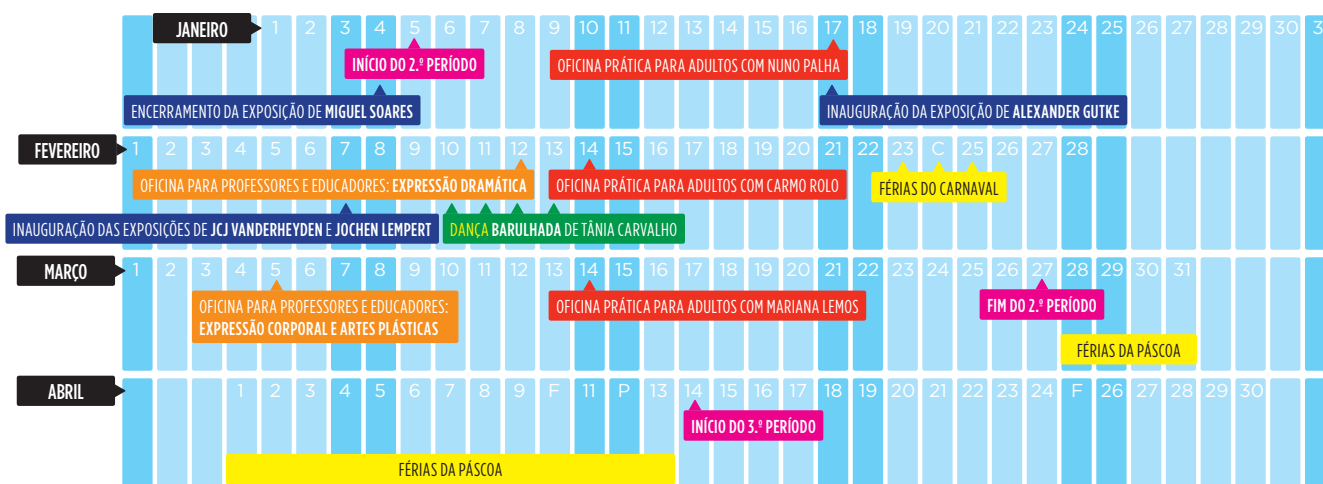 JANEIRO 1 2 3 4 5 6 7 8 9 10 11 12 13 14 15 16 17 18 19 20 21 22 23 24 25 26 27 28 29 30
INÍCIO DO 2.º PERÍODO
OFICINA PRÁTICA PARA ADULTOS COM NUNO PALHA
ENCERRAMENTO DA EXPOSIÇÃO DE MIGUEL SOARES
INAUGURAÇÃO DA EXPOSIÇÃO DE ALEXANDER GUTKE
FEVEREIRO 1 2 3 4 5 6 7 8 9 10 11 12 13 14 15 16 17 18 19 20 21 22 23 C 25 26 27 28
OFICINA PARA PROFESSORES E EDUCADORES: EXPRESSÃO DRAMÁTICA
OFICINA PRÁTICA PARA ADULTOS COM CARMO ROLO
FÉRIAS DO CARNAVAL
INAUGURAÇÃO DAS EXPOSIÇÕES DE JCJ VANDERHEYDEN E JOCHEN LEMPERT
DANÇA BARULHADA DE TÂNIA CARVALHO
MARÇO 1 2 3 4 5 6 7 8 9 10 11 12 13 14 15 16 17 18 19 20 21 22 23 24 25 26 27 28 29 30 31
OFICINA PARA PROFESSORES E EDUCADORES:
EXPRESSÃO CORPORAL E ARTES PLÁSTICAS
OFICINA PRÁTICA PARA ADULTOS COM MARIANA LEMOS
FIM DO 2.º PERÍODO
FÉRIAS DA PÁSCOA
ABRIL 1 2 3 4 5 6 7 8 9 F 11 P 13 14 15 16 17 18 19 20 21 22 23 24 F 26 27 28 29 30
INÍCIO DO 3.º PERÍODO
FÉRIAS DA PÁSCOA